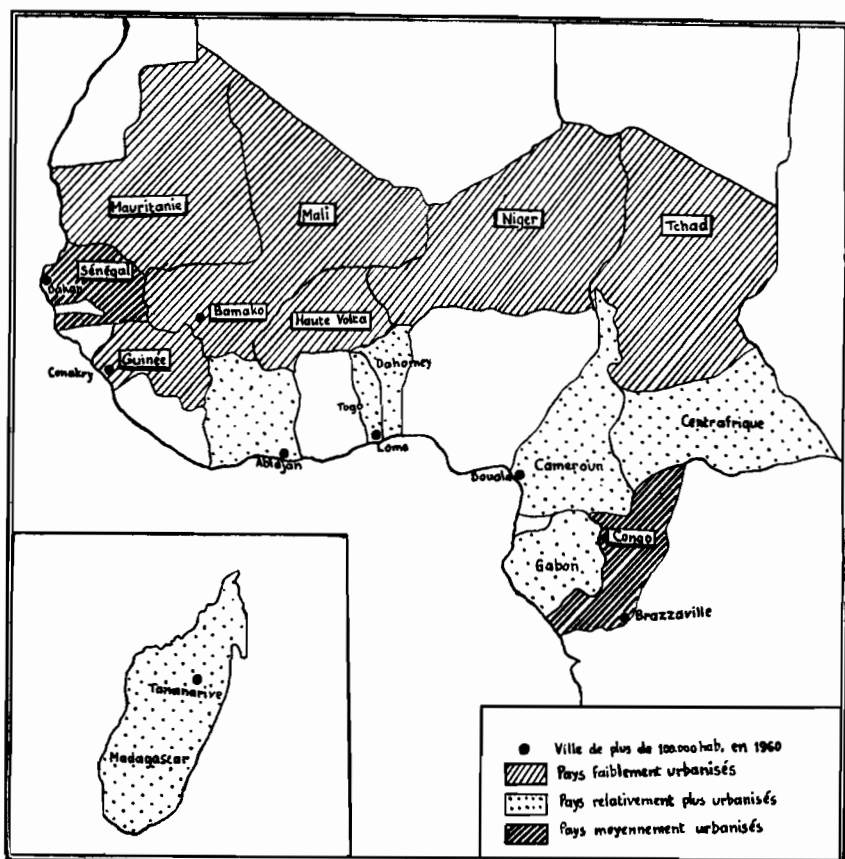 Mauritanie
Mali
Niger
Tchad
Sénégal
Dakar
Bamako
Haute Volta
Guinée
Conakry
Dahomey
Togo
Abidjan
Lomé
Centrafrique
Cameroun
Douala
Congo
Gabon
Brazzaville
Tananarive
Madagascar
Ville de plus de 100.000 hab. en 1960
Pays faiblement urbanisés
Pays relativement plus urbanisés
Pays moyennement urbanisés